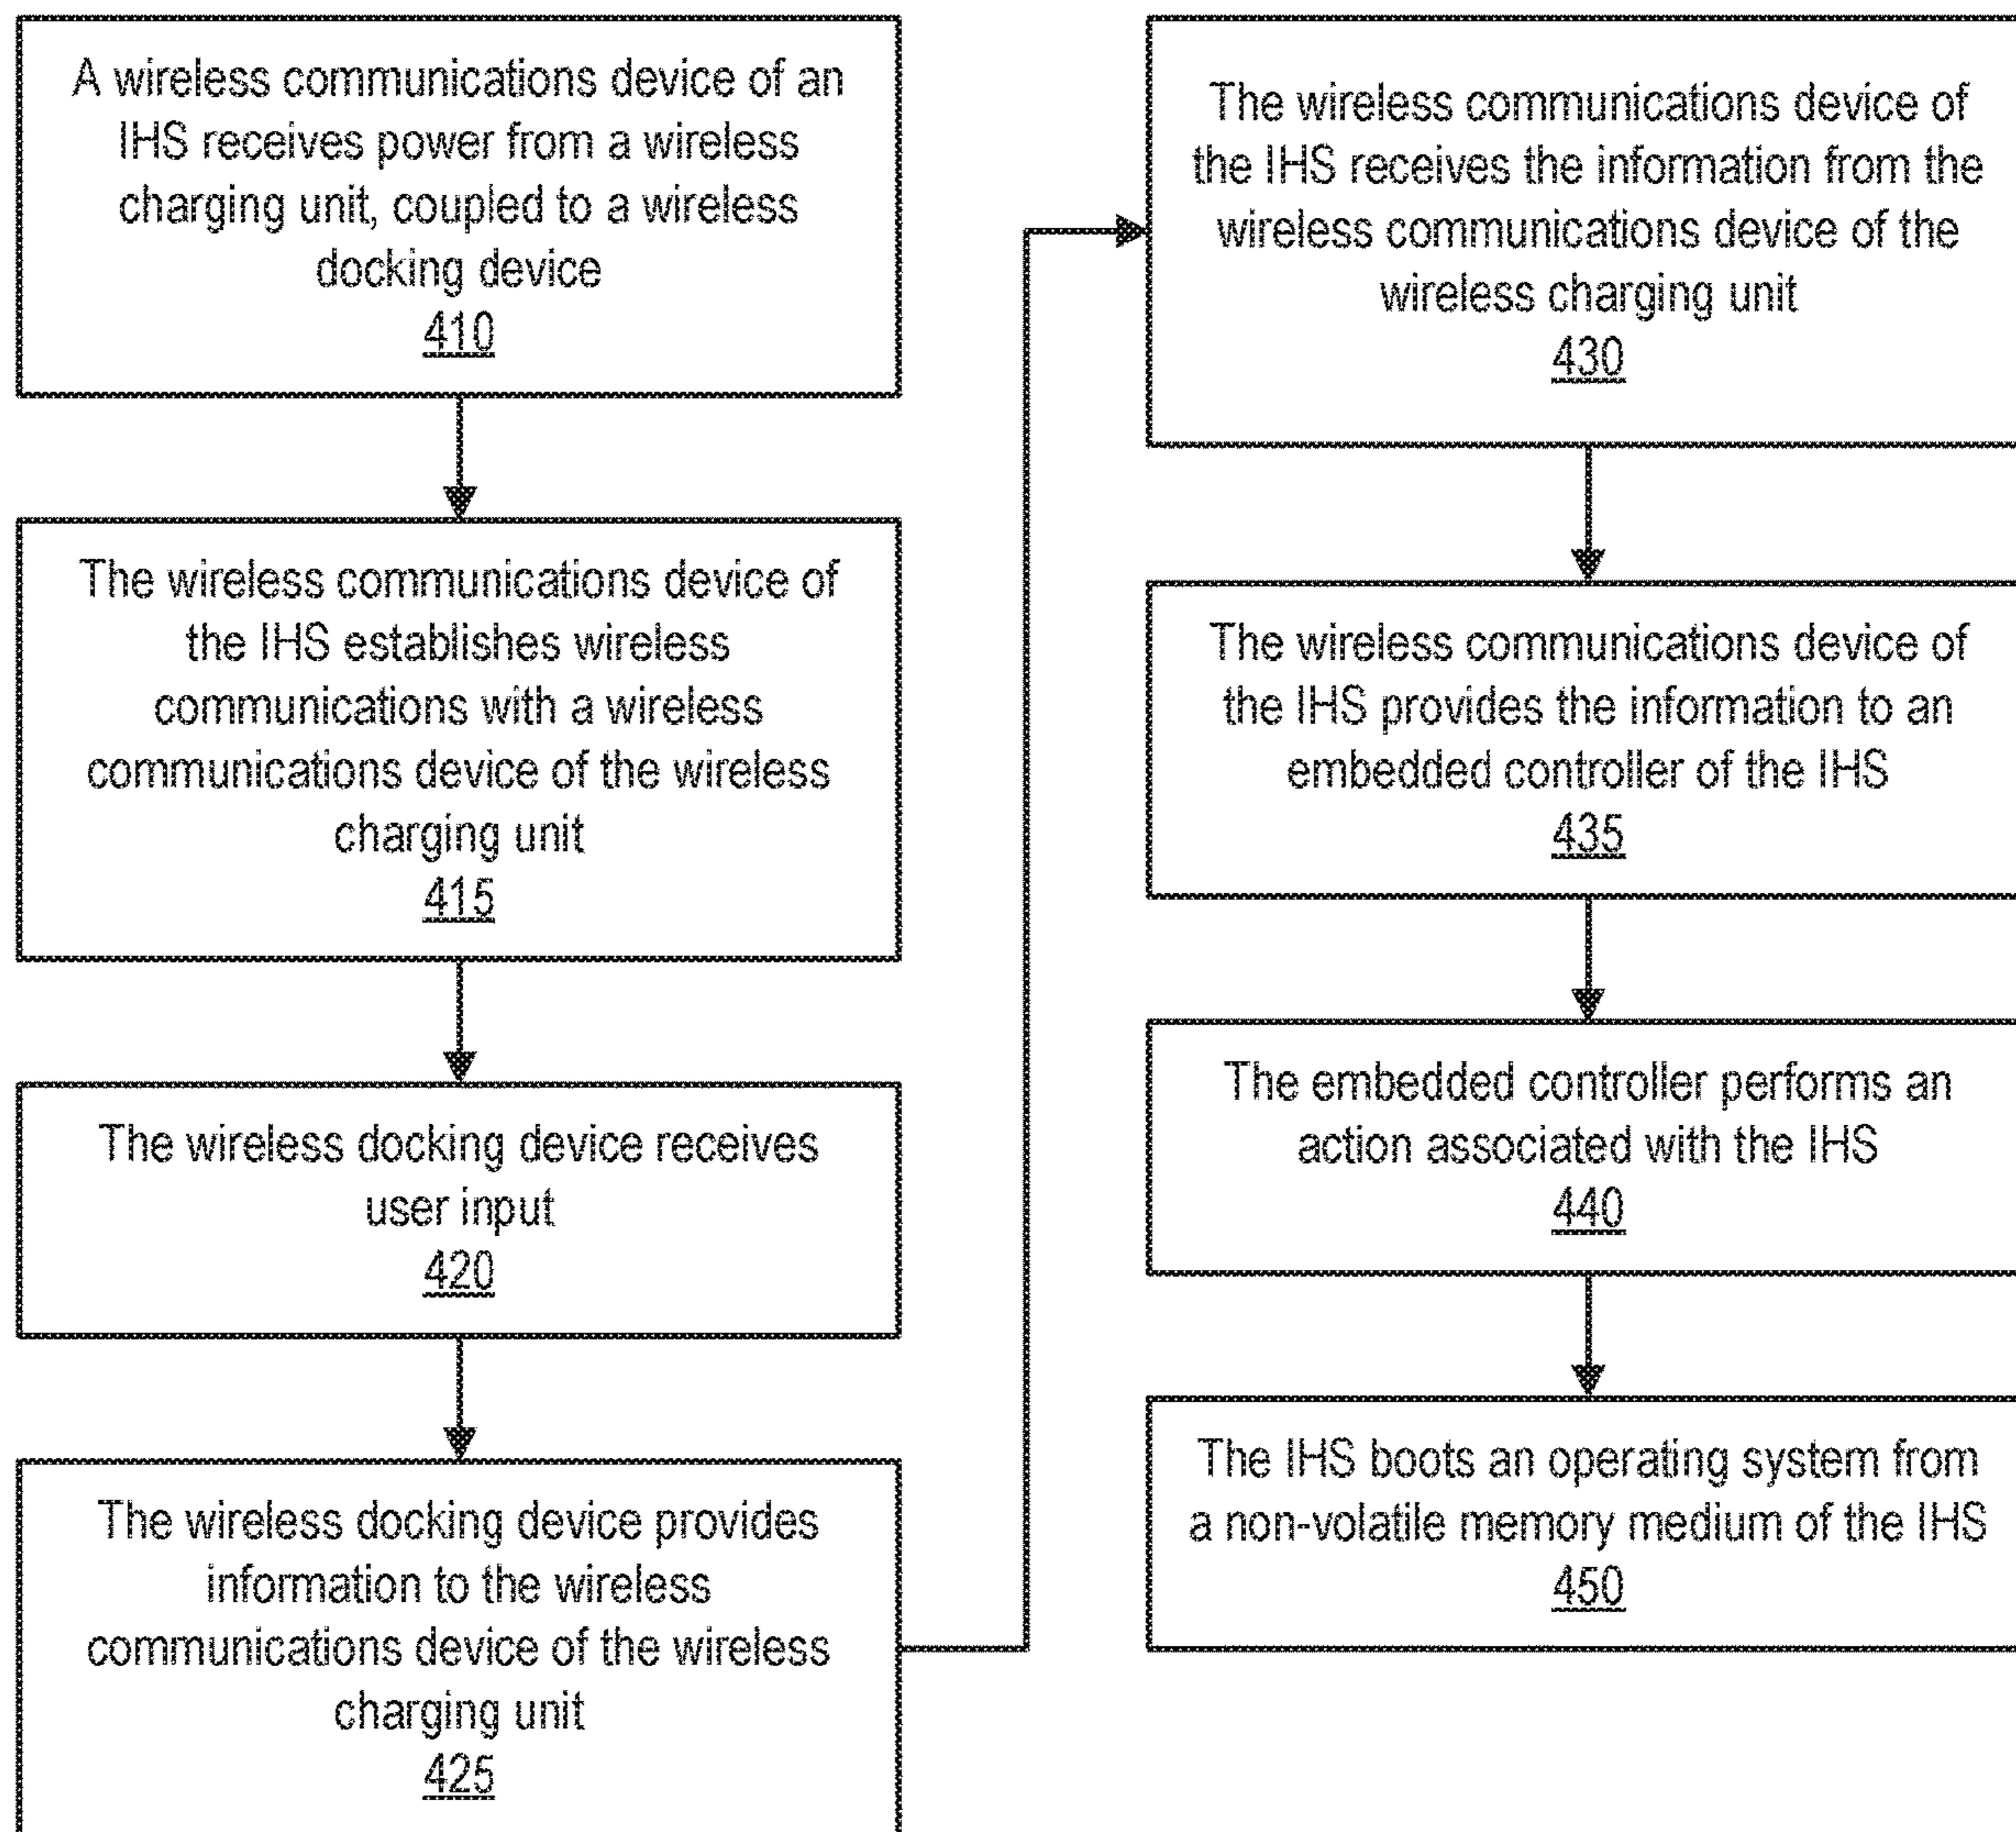 A wireless communications device of an
IHS receives power from a wireless
charging unit, coupled to a wireless
docking device
410
The wireless communications device of
the IHS establishes wireless
communications with a wireless
communications device of the wireless
charging unit
415
The wireless docking device receives
user input
420
The wireless docking device provides
information to the wireless
communications device of the wireless
charging unit
425
The wireless communications device of
the IHS receives the information from the
wireless communications device of the
wireless charging unit
430
The wireless communications device of
the IHS provides the information to an
embedded controller of the IHS
435
The embedded controller performs an
action associated with the IHS
440
The IHS boots an operating system from
a non-volatile memory medium of the IHS
450